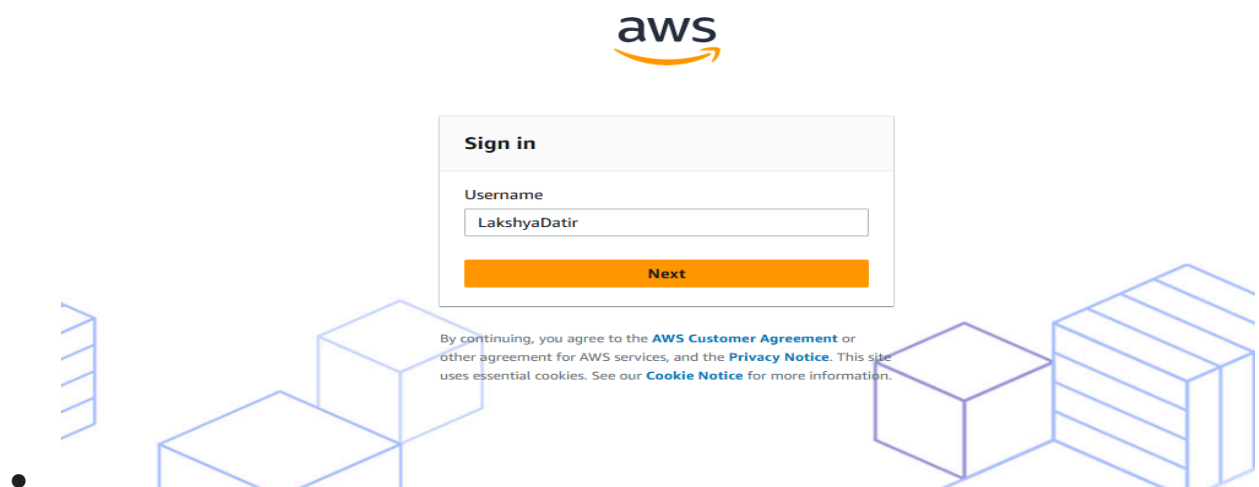 aws
Sign in
Username
LakshyaDatir
Next
By continuing, you agree to the AWS Customer Agreement or
other agreement for AWS services, and the Privacy Notice. This site
uses essential cookies. See our Cookie Notice for more information.